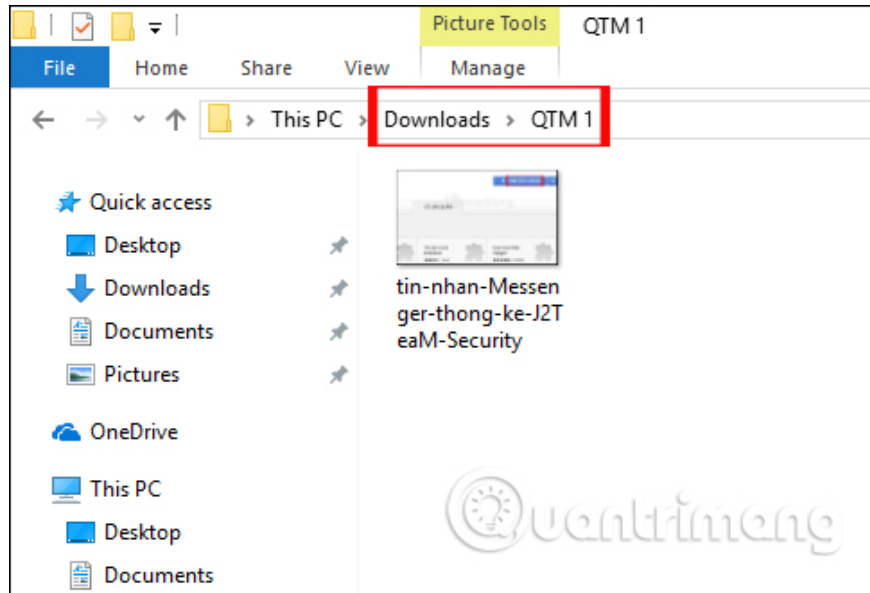 Picture Tools QTM 1
File Home Share View Manage
This PC Downloads QTM 1
Quick access
Desktop
Downloads
Documents
Pictures
OneDrive
This PC
Desktop
Documents
tin-nhan-Messen
ger-thong-ke-J2T
eaM-Security
Quantrimang